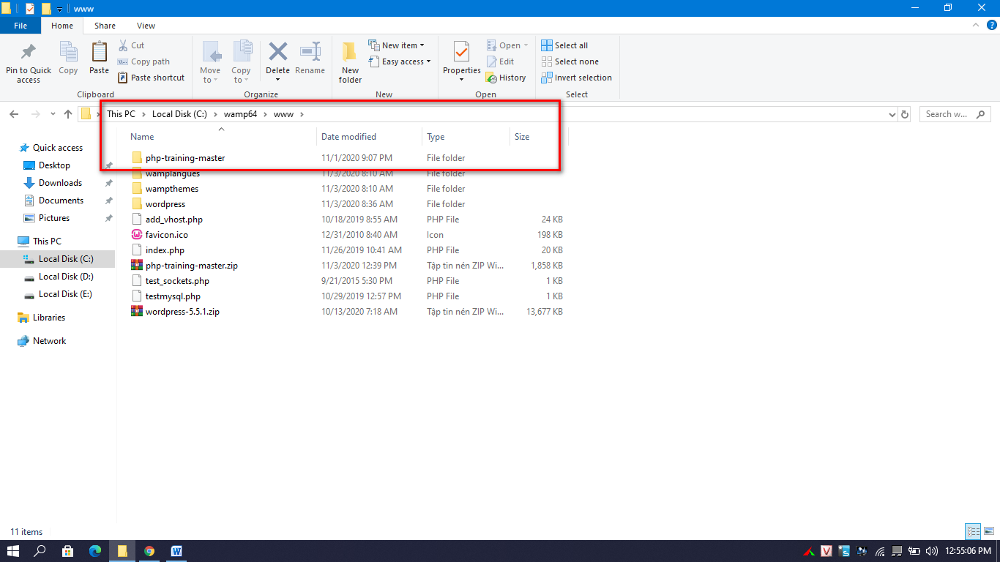 www
File Home Share View
Pin to Quick access
Copy
Paste
Cut
Copy path
Paste shortcut
Clipboard
Move to
Copy to
Delete
Rename
Organize
New folder
New item
Easy access
New
Properties
Open
Edit
History
Open
Select all
Select none
Invert selection
Select
This PC > Local Disk (C:) > wamp64 > www >
Search w...
Quick access
Desktop
Downloads
Documents
Pictures
This PC
Local Disk (C:)
Local Disk (D:)
Local Disk (E:)
Libraries
Network
Name Date modified Type Size
php-training-master 11/1/2020 9:07 PM File folder
wamplangues 11/3/2020 8:10 AM File folder
wampthemes 11/3/2020 8:10 AM File folder
wordpress 11/3/2020 8:36 AM File folder
add_vhost.php 10/18/2019 8:55 AM PHP File 24 KB
favicon.ico 12/31/2010 8:40 AM Icon 198 KB
index.php 11/26/2019 10:41 AM PHP File 20 KB
php-training-master.zip 11/3/2020 12:39 PM Tập tin nén ZIP Wi... 1,858 KB
test_sockets.php 9/21/2015 5:30 PM PHP File 1 KB
testmysql.php 10/29/2019 12:57 PM PHP File 1 KB
wordpress-5.5.1.zip 10/13/2020 7:18 AM Tập tin nén ZIP Wi... 13,677 KB
11 items
12:55:06 PM